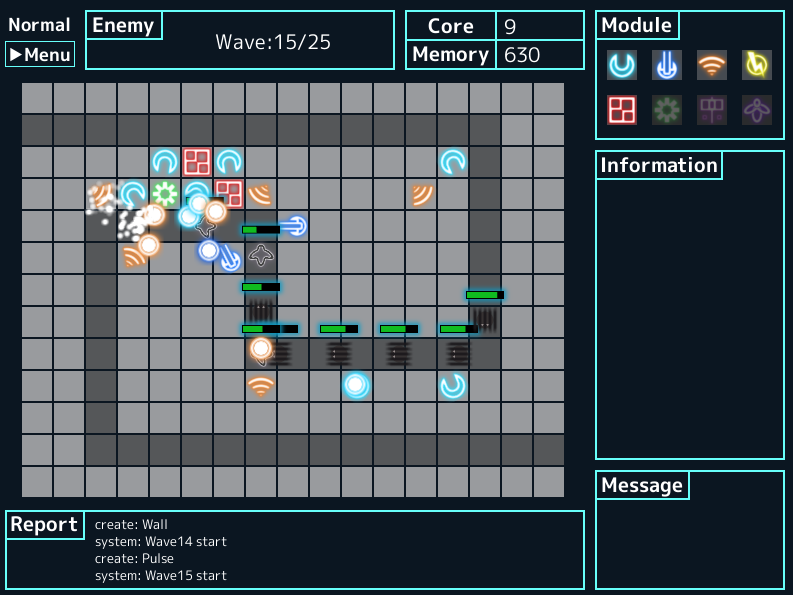 Normal
▶Menu
Enemy
Wave:15/25
Core 9
Memory 630
Module
Information
Message
Report
create: Wall
system: Wave14 start
create: Pulse
system: Wave15 start